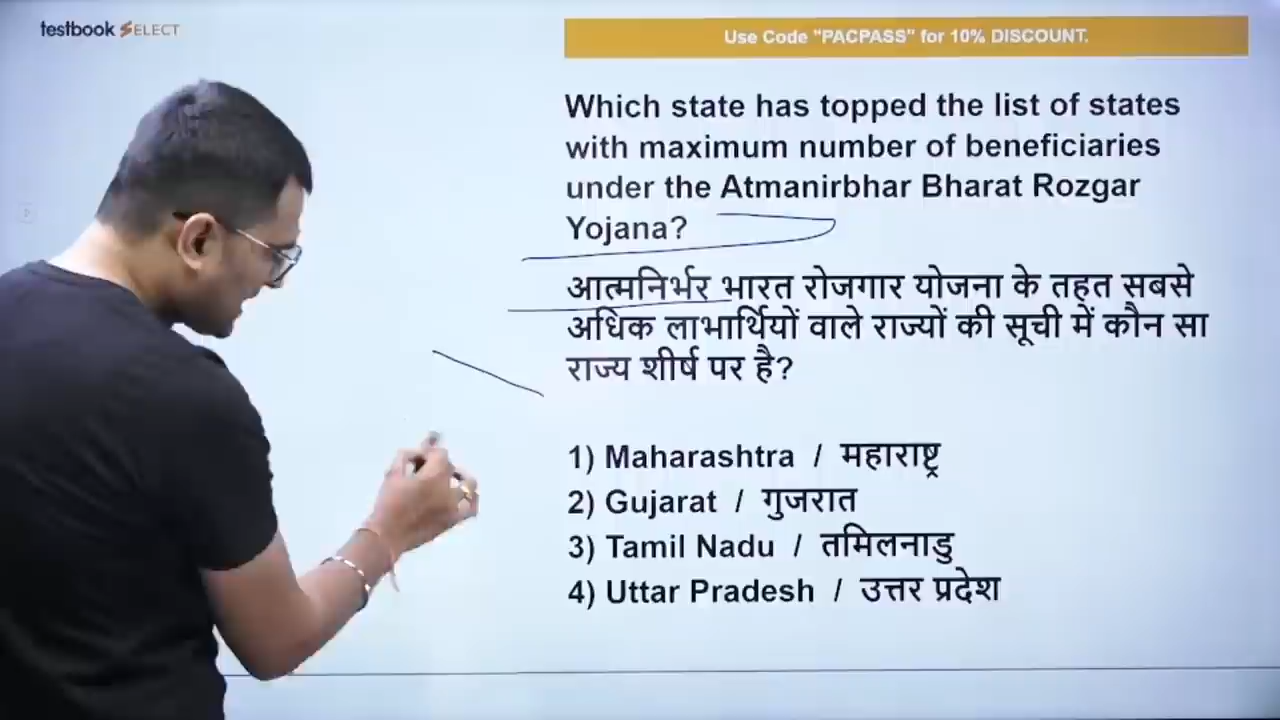 testbook SELECT
Use Code "PACPASS" for 10% DISCOUNT.
Which state has topped the list of states
with maximum number of beneficiaries
under the Atmanirbhar Bharat Rozgar
Yojana?
आत्मनिर्भर भारत रोजगार योजना के तहत सबसे
अधिक लाभार्थियों वाले राज्यों की सूची में कौन सा
राज्य शीर्ष पर है?
1) Maharashtra / महाराष्ट्र
2) Gujarat / गुजरात
3) Tamil Nadu / तमिलनाडु
4) Uttar Pradesh / उत्तर प्रदेश